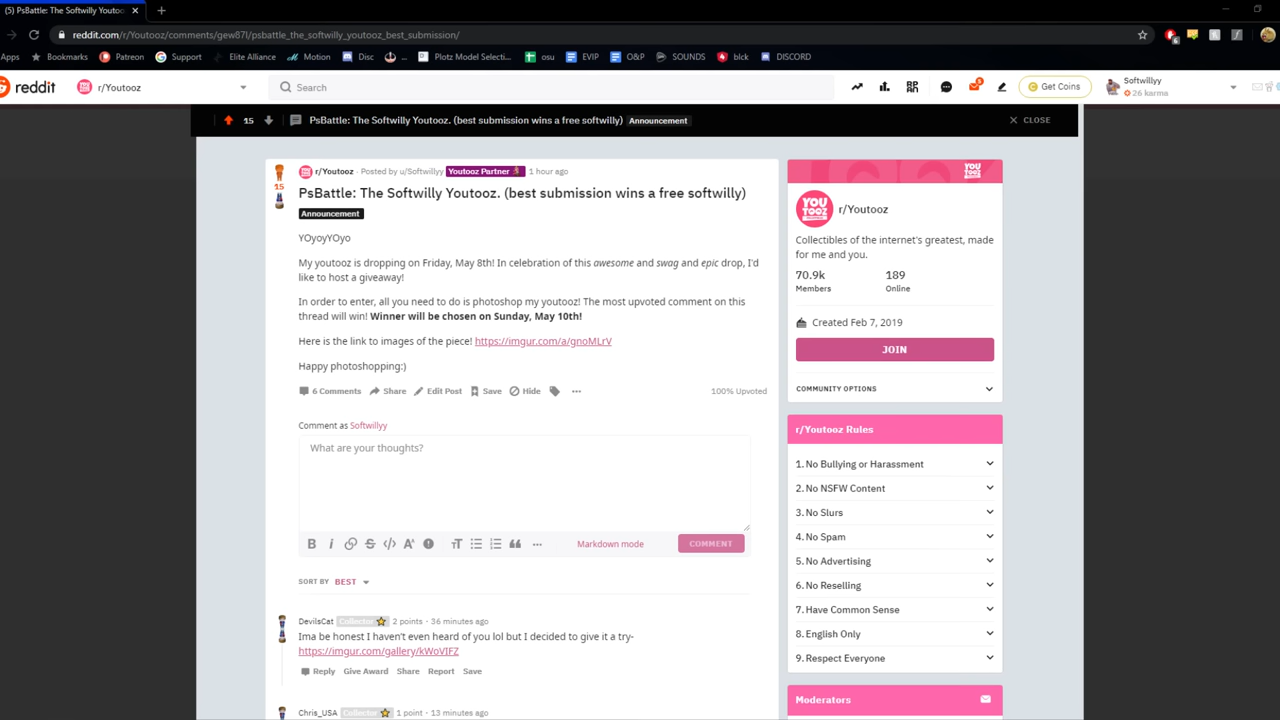 (5) PsBattle: The Softwilly Youtooz
reddit.com/r/Youtooz/comments/gew87l/psbattle_the_softwilly_youtooz_best_submission/
Apps Bookmarks Patreon Support Elite Alliance Motion Disc ... Plotz Model Selecti... osu EVIP O&P SOUNDS blck DISCORD
reddit r/Youtooz Search Get Coins Softwillyy
26 karma
15 PsBattle: The Softwilly Youtooz. (best submission wins a free softwilly) Announcement CLOSE
r/Youtooz · Posted by u/Softwillyy Youtooz Partner 1 hour ago
15
PsBattle: The Softwilly Youtooz. (best submission wins a free softwilly)
Announcement
YOyoyYOyo
My youtooz is dropping on Friday, May 8th! In celebration of this awesome and swag and epic drop, I'd
like to host a giveaway!
In order to enter, all you need to do is photoshop my youtooz! The most upvoted comment on this
thread will win! Winner will be chosen on Sunday, May 10th!
Here is the link to images of the piece! https://imgur.com/a/gnoMLrV
Happy photoshopping:)
6 Comments Share Edit Post Save Hide ... 100% Upvoted
Comment as Softwillyy
What are your thoughts?
B i A Tt ... Markdown mode COMMENT
SORT BY BEST
DevilsCat Collector 2 points · 36 minutes ago
Ima be honest I haven't even heard of you lol but I decided to give it a try-
https://imgur.com/gallery/kWoVIFZ
Reply Give Award Share Report Save
Chris_USA Collector 1 point · 13 minutes ago
YOU
TOOZ
YOU
TOOZ
r/Youtooz
Collectibles of the internet's greatest, made
for me and you.
70.9k 189
Members Online
Created Feb 7, 2019
JOIN
COMMUNITY OPTIONS
r/Youtooz Rules
1. No Bullying or Harassment
2. No NSFW Content
3. No Slurs
4. No Spam
5. No Advertising
6. No Reselling
7. Have Common Sense
8. English Only
9. Respect Everyone
Moderators